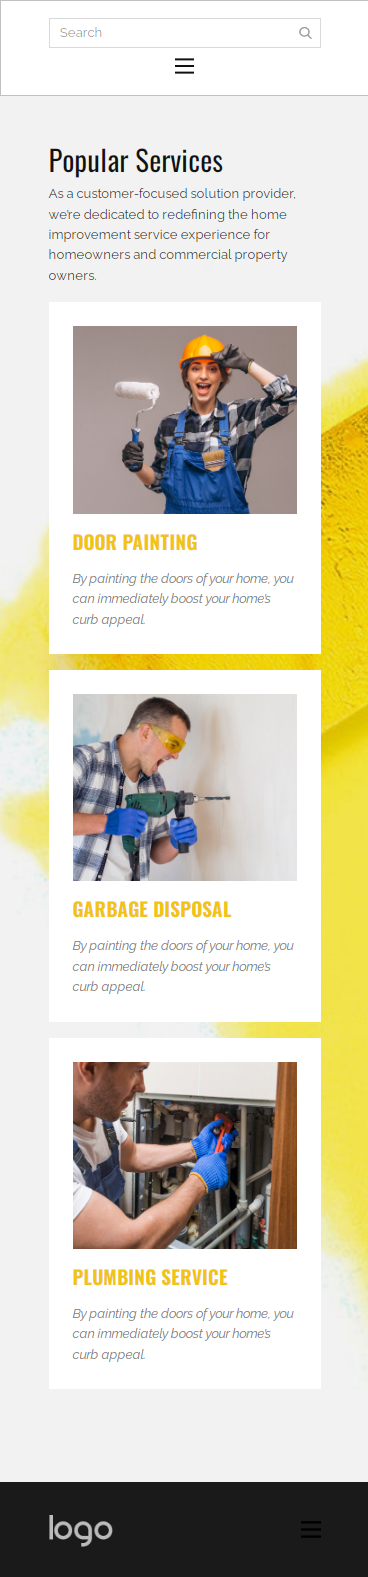 Search
Popular Services
As a customer-focused solution provider,
we're dedicated to redefining the home
improvement service experience for
homeowners and commercial property
owners.
DOOR PAINTING
By painting the doors of your home, you
can immediately boost your home's
curb appeal.
GARBAGE DISPOSAL
By painting the doors of your home, you
can immediately boost your home's
curb appeal.
PLUMBING SERVICE
By painting the doors of your home, you
can immediately boost your home's
curb appeal.
logo